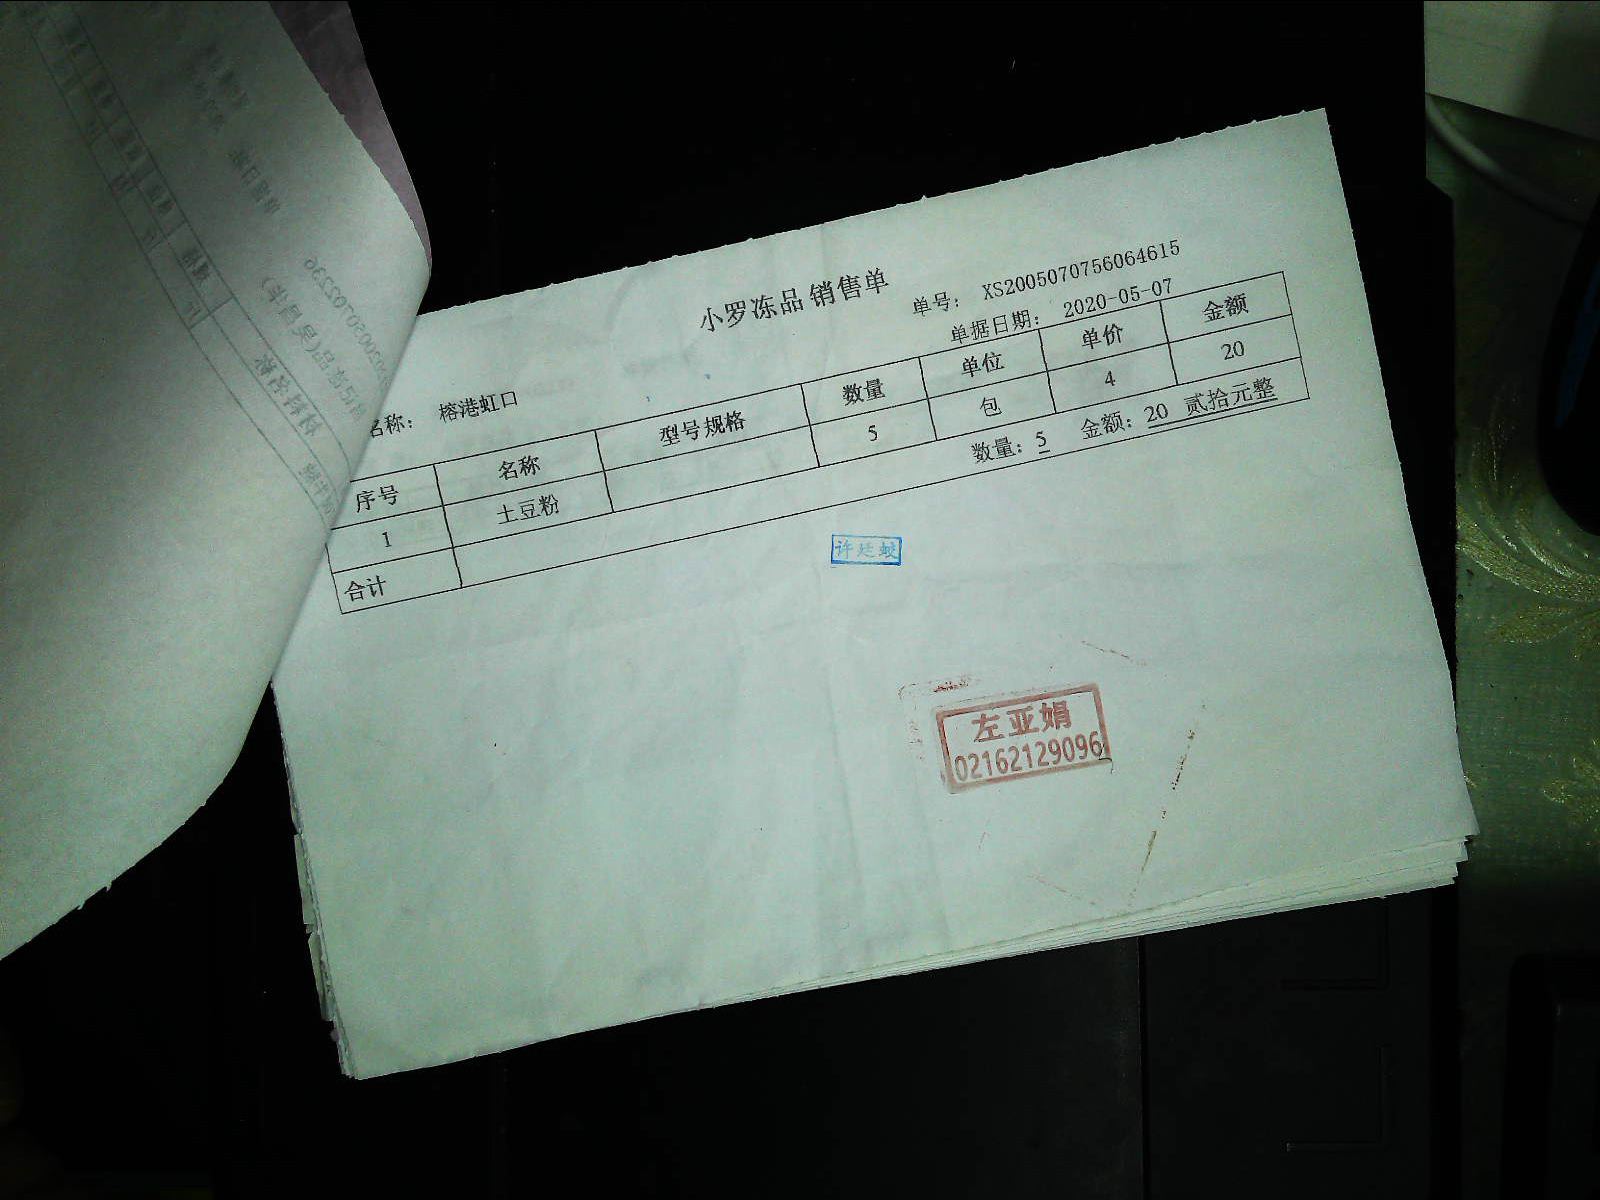 小罗冻品 销售单
单号： XS2005070756064615
单据日期： 2020-05-07
名称： 榕港虹口
序号 名称 型号规格 数量 单位 单价 金额
1 土豆粉 5 包 4 20
合计 数量：5 金额：20 贰拾元整
许廷蛟
左亚娟
02162129096